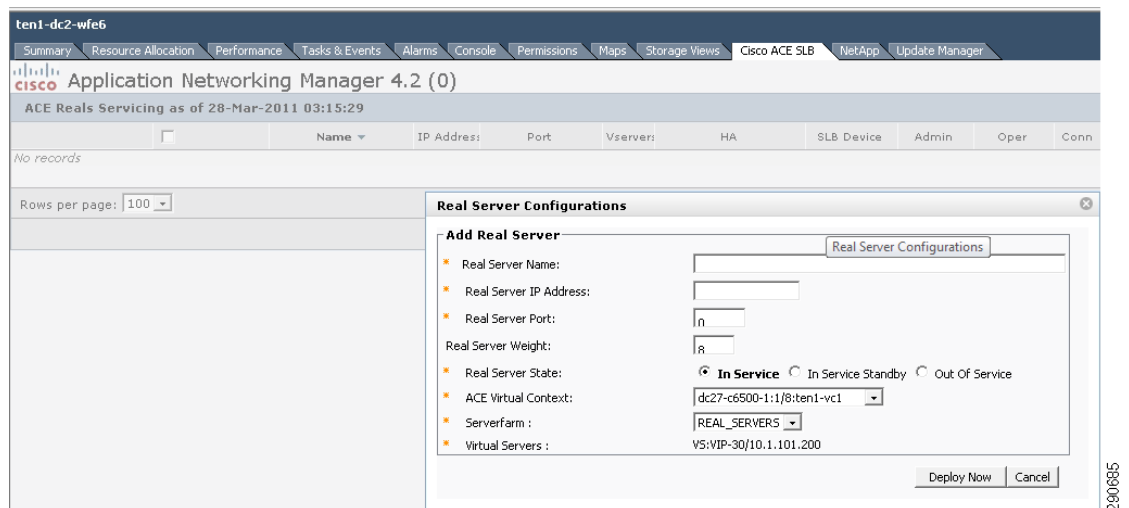 ten1-dc2-wfe6
Summary Resource Allocation Performance Tasks & Events Alarms Console Permissions Maps Storage Views Cisco ACE SLB NetApp Update Manager
cisco Application Networking Manager 4.2 (0)
ACE Reals Servicing as of 28-Mar-2011 03:15:29
Name IP Address Port Vservers HA SLB Device Admin Oper Conn
No records
Rows per page: 100
Real Server Configurations
Add Real Server
Real Server Configurations
* Real Server Name:
* Real Server IP Address:
* Real Server Port: 0
Real Server Weight: 8
* Real Server State: In Service In Service Standby Out Of Service
* ACE Virtual Context: dc27-c6500-1:1/8:ten1-vc1
* Serverfarm : REAL_SERVERS
* Virtual Servers : VS:VIP-30/10.1.101.200
Deploy Now Cancel
290685